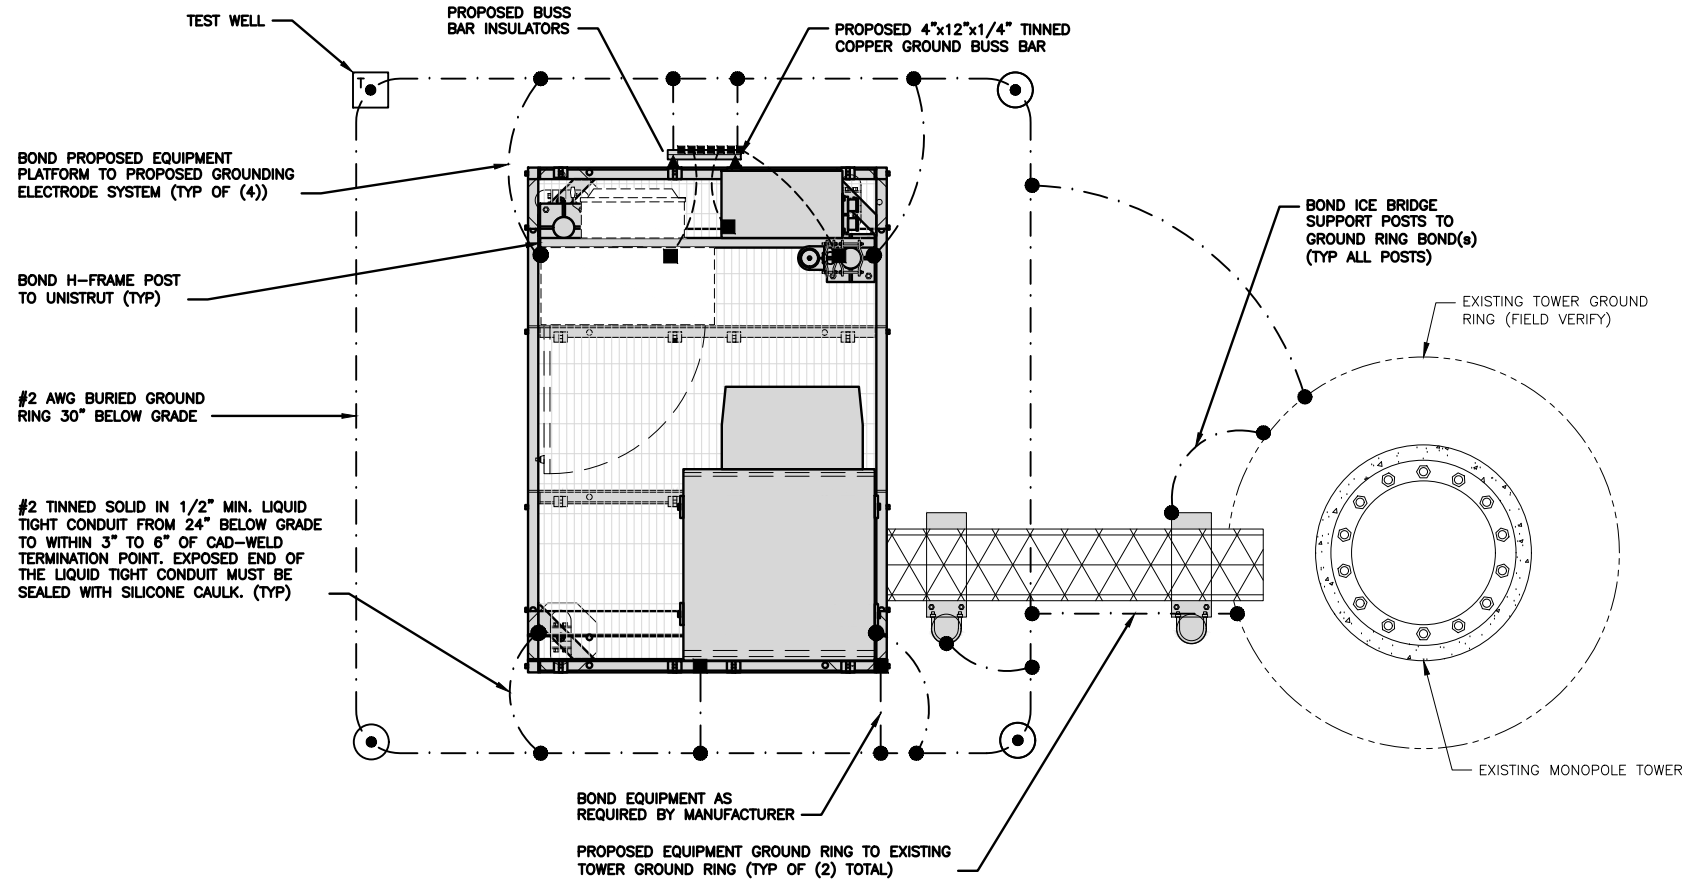 TEST WELL
PROPOSED BUSS
BAR INSULATORS
PROPOSED 4"x12"x1/4" TINNED
COPPER GROUND BUSS BAR
T
BOND PROPOSED EQUIPMENT
PLATFORM TO PROPOSED GROUNDING
ELECTRODE SYSTEM (TYP OF (4))
BOND ICE BRIDGE
SUPPORT POSTS TO
GROUND RING BOND(s)
(TYP ALL POSTS)
BOND H-FRAME POST
TO UNISTRUT (TYP)
EXISTING TOWER GROUND
RING (FIELD VERIFY)
#2 AWG BURIED GROUND
RING 30" BELOW GRADE
#2 TINNED SOLID IN 1/2" MIN. LIQUID
TIGHT CONDUIT FROM 24" BELOW GRADE
TO WITHIN 3" TO 6" OF CAD-WELD
TERMINATION POINT. EXPOSED END OF
THE LIQUID TIGHT CONDUIT MUST BE
SEALED WITH SILICONE CAULK. (TYP)
EXISTING MONOPOLE TOWER
BOND EQUIPMENT AS
REQUIRED BY MANUFACTURER
PROPOSED EQUIPMENT GROUND RING TO EXISTING
TOWER GROUND RING (TYP OF (2) TOTAL)